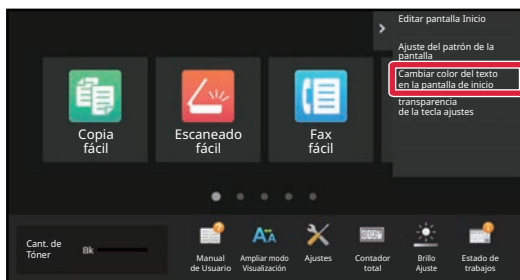 Editar pantalla Inicio
Ajuste del patrón de la
pantalla
Cambiar color del texto
en la pantalla de inicio
transparencia
de la tecla ajustes
Copia
fácil
Escaneado
fácil
Fax
fácil
Cant. de
Tóner
Bk
Manual
de Usuario
Ampliar modo
Visualización
Ajustes
Contador
total
Brillo
Ajuste
Estado de
trabajos